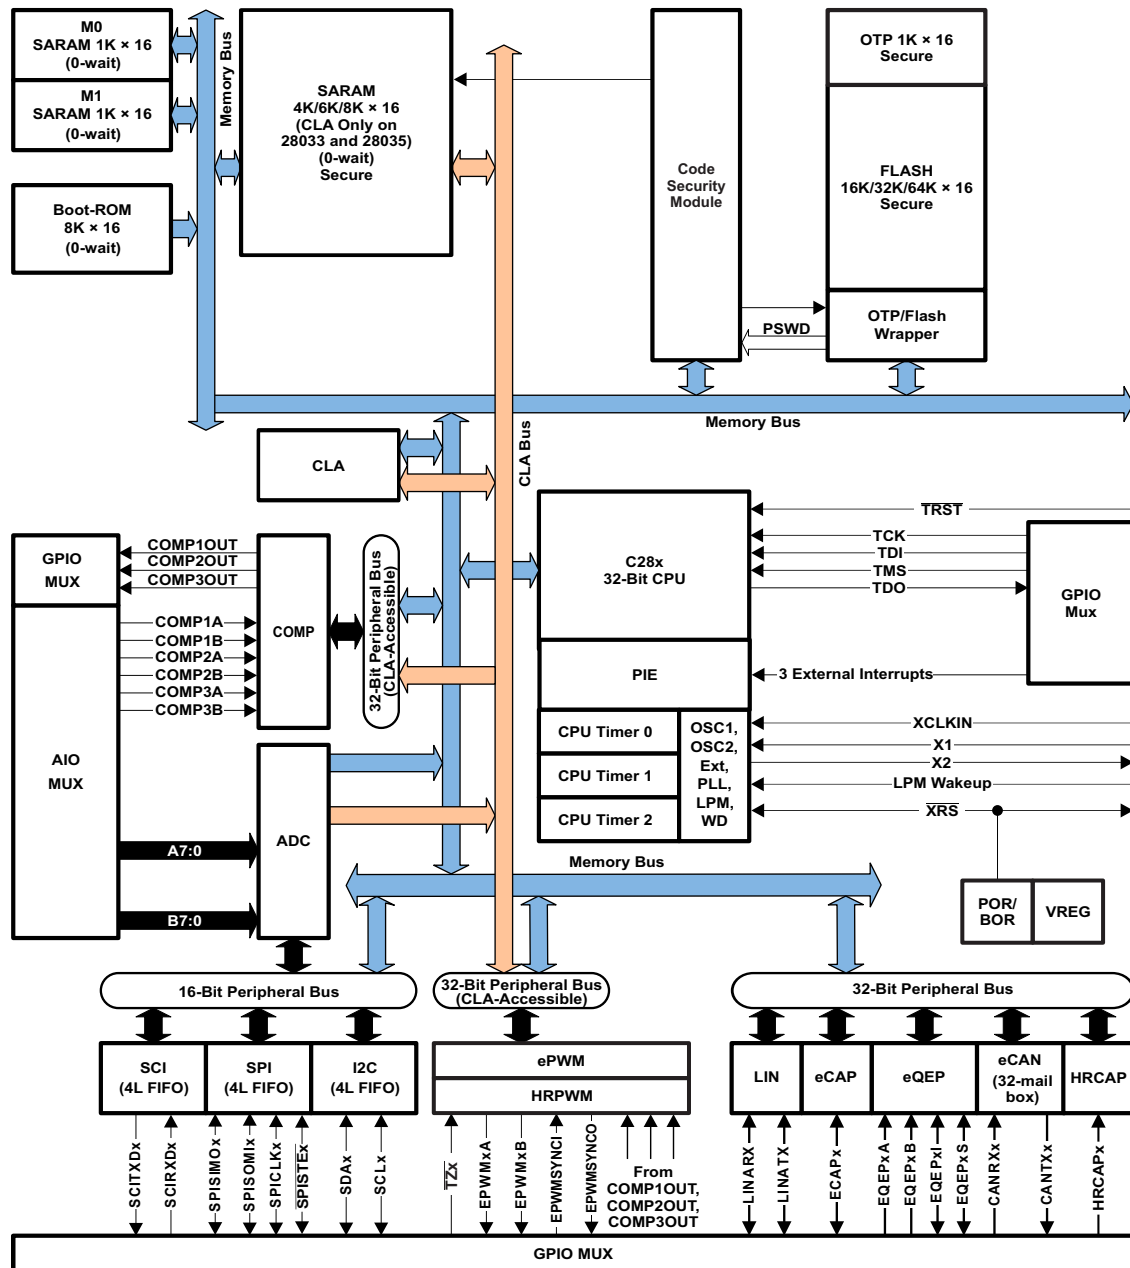 M0
SARAM 1K × 16
(0-wait)
M1
SARAM 1K × 16
(0-wait)
Boot-ROM
8K × 16
(0-wait)
Memory Bus
SARAM
4K/6K/8K × 16
(CLA Only on
28033 and 28035)
(0-wait)
Secure
Code
Security
Module
OTP 1K × 16
Secure
FLASH
16K/32K/64K × 16
Secure
OTP/Flash
Wrapper
PSWD
Memory Bus
CLA Bus
CLA
C28x
32-Bit CPU
PIE
CPU Timer 0
CPU Timer 1
CPU Timer 2
OSC1,
OSC2,
Ext,
PLL,
LPM,
WD
TRST
TCK
TDI
TMS
TDO
GPIO
Mux
3 External Interrupts
XCLKIN
X1
X2
LPM Wakeup
XRS
POR/
BOR
VREG
GPIO
MUX
COMP1OUT
COMP2OUT
COMP3OUT
AIO
MUX
COMP1A
COMP1B
COMP2A
COMP2B
COMP3A
COMP3B
COMP
32-Bit Peripheral Bus
(CLA-Accessible)
ADC
A7:0
B7:0
Memory Bus
16-Bit Peripheral Bus
32-Bit Peripheral Bus
(CLA-Accessible)
32-Bit Peripheral Bus
SCI
(4L FIFO)
SPI
(4L FIFO)
I2C
(4L FIFO)
ePWM
HRPWM
LIN
eCAP
eQEP
eCAN
(32-mail
box)
HRCAP
SCITXDx
SCIRXDx
SPISIMOx
SPISOMIx
SPICLKx
SPISTEx
SDAx
SCLx
TZx
EPWMxA
EPWMxB
EPWMSYNCI
EPWMSYNCO
From
COMP1OUT,
COMP2OUT,
COMP3OUT
LINARX
LINATX
ECAPx
EQEPxA
EQEPxB
EQEPxI
EQEPxS
CANRXx
CANTXx
HRCAPx
GPIO MUX